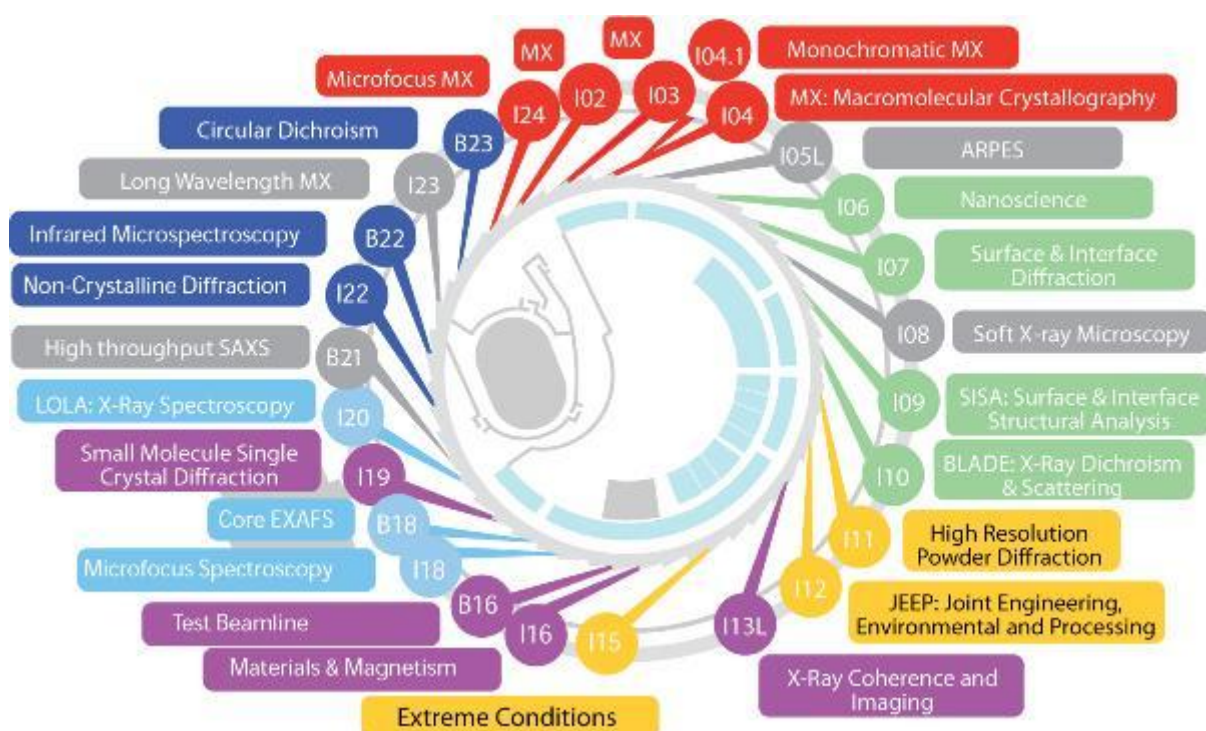 MX
MX
I04.1
Monochromatic MX
Microfocus MX
I24
I02
I03
I04
MX: Macromolecular Crystallography
Circular Dichroism
B23
I05L
ARPES
Long Wavelength MX
I23
I06
Nanoscience
Infrared Microspectroscopy
B22
I07
Surface & Interface
Diffraction
Non-Crystalline Diffraction
I22
I08
Soft X-ray Microscopy
High throughput SAXS
B21
LOLA: X-Ray Spectroscopy
I20
I09
SISA: Surface & Interface
Structural Analysis
Small Molecule Single
Crystal Diffraction
I19
I10
BLADE: X-Ray Dichroism
& Scattering
Core EXAFS
B18
I11
High Resolution
Powder Diffraction
Microfocus Spectroscopy
I18
I12
JEEP: Joint Engineering,
Environmental and Processing
Test Beamline
B16
Materials & Magnetism
I16
I15
Extreme Conditions
I13L
X-Ray Coherence and
Imaging